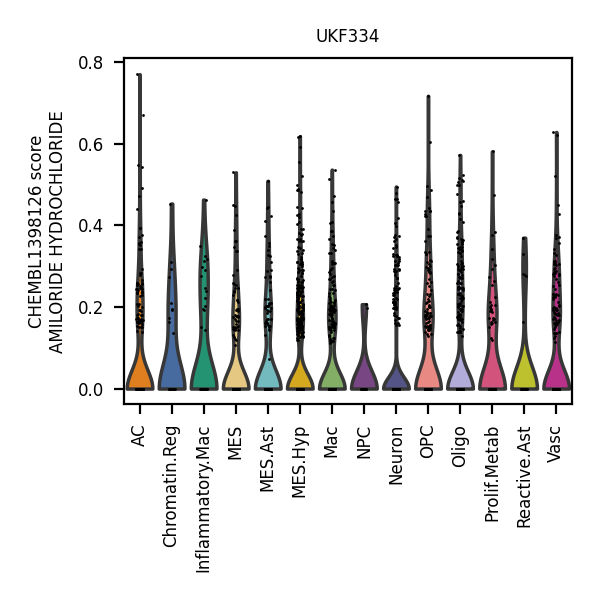 UKF334
CHEMBL1398126 score
AMILORIDE HYDROCHLORIDE
0.8
0.6
0.4
0.2
0.0
AC
Chromatin.Reg
Inflammatory.Mac
MES
MES.Ast
MES.Hyp
Mac
NPC
Neuron
OPC
Oligo
Prolif.Metab
Reactive.Ast
Vasc